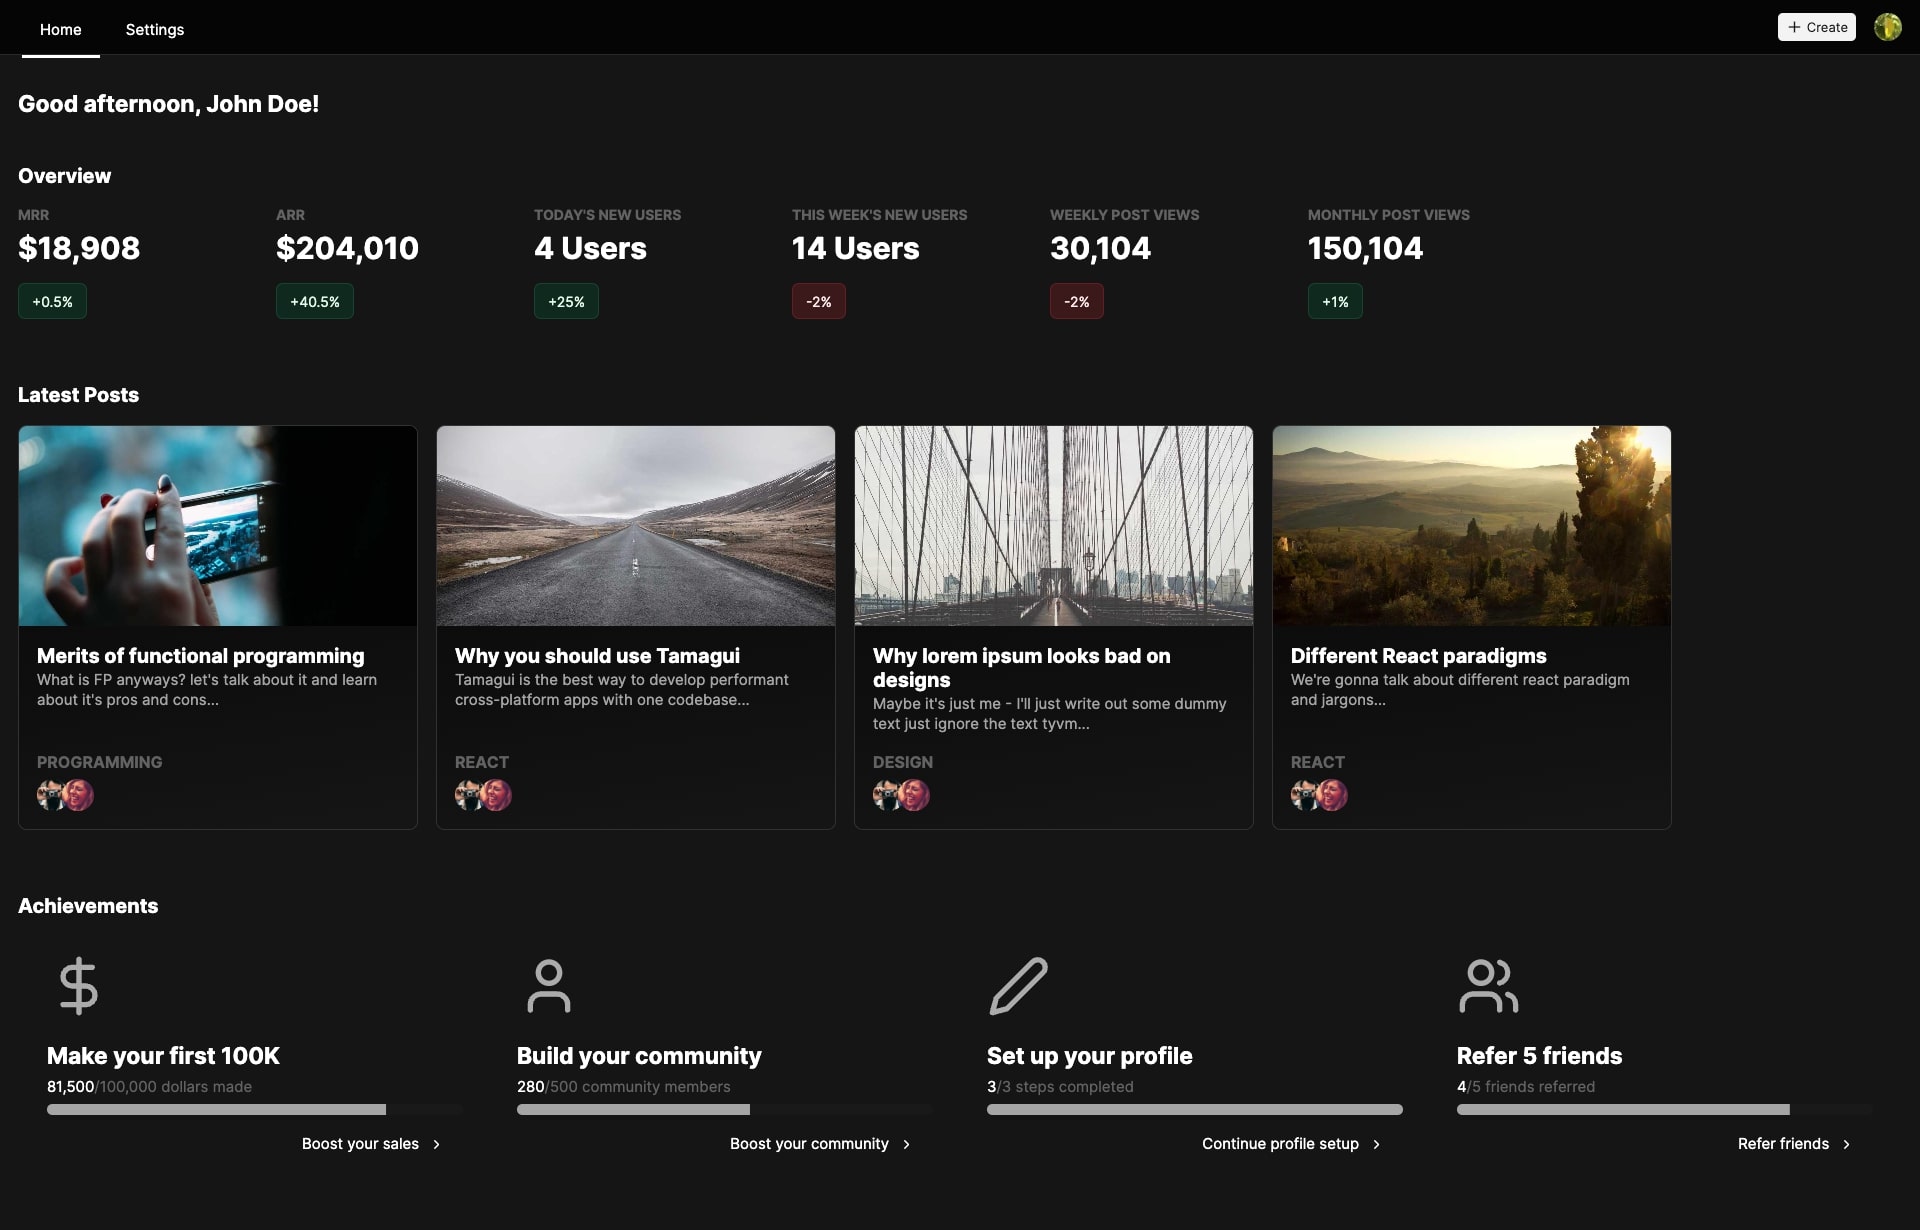 Home
Settings
Create
Good afternoon, John Doe!
Overview
MRR
$18,908
+0.5%
ARR
$204,010
+40.5%
TODAY'S NEW USERS
4 Users
+25%
THIS WEEK'S NEW USERS
14 Users
-2%
WEEKLY POST VIEWS
30,104
-2%
MONTHLY POST VIEWS
150,104
+1%
Latest Posts
Merits of functional programming
What is FP anyways? let's talk about it and learn
about it's pros and cons...
PROGRAMMING
Why you should use Tamagui
Tamagui is the best way to develop performant
cross-platform apps with one codebase...
REACT
Why lorem ipsum looks bad on
designs
Maybe it's just me - I'll just write out some dummy
text just ignore the text tyvm...
DESIGN
Different React paradigms
We're gonna talk about different react paradigm
and jargons...
REACT
Achievements
Make your first 100K
81,500/100,000 dollars made
Boost your sales
Build your community
280/500 community members
Boost your community
Set up your profile
3/3 steps completed
Continue profile setup
Refer 5 friends
4/5 friends referred
Refer friends